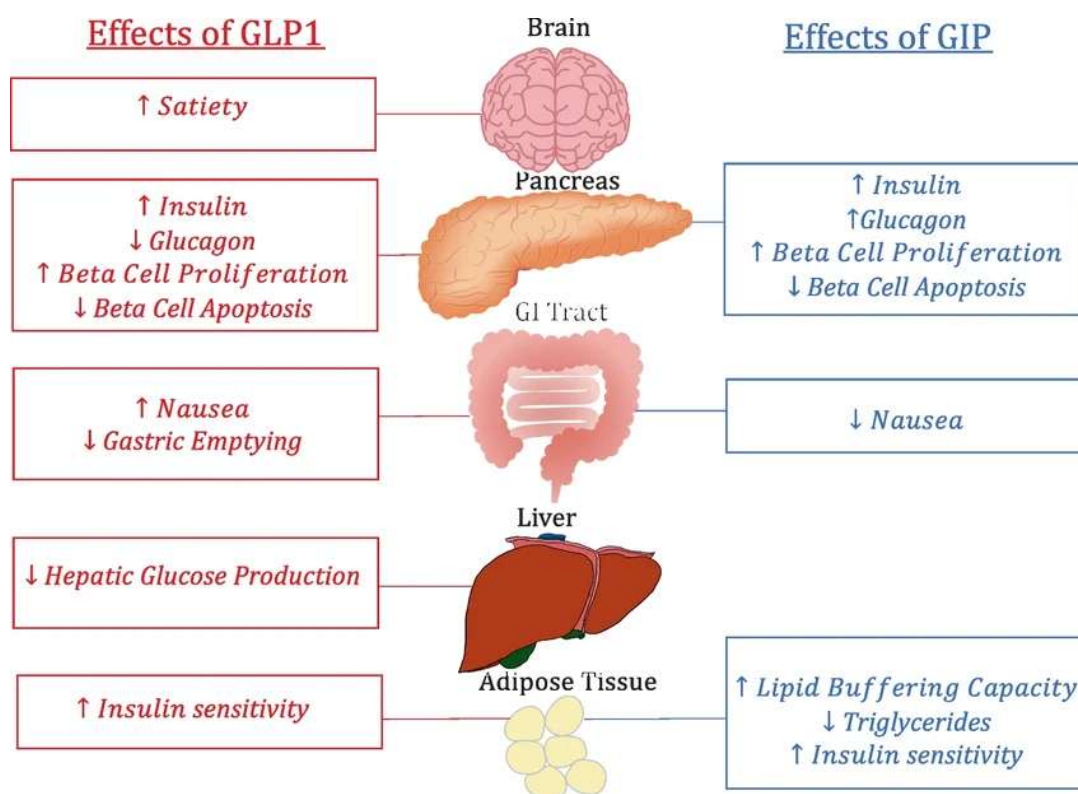 Effects of GLP1
Brain
Effects of GIP
↑ Satiety
Pancreas
↑ Insulin
↓ Glucagon
↑ Beta Cell Proliferation
↓ Beta Cell Apoptosis
↑ Insulin
↑Glucagon
↑ Beta Cell Proliferation
↓ Beta Cell Apoptosis
GI Tract
↑ Nausea
↓ Gastric Emptying
↓ Nausea
Liver
↓ Hepatic Glucose Production
Adipose Tissue
↑ Insulin sensitivity
↑ Lipid Buffering Capacity
↓ Triglycerides
↑ Insulin sensitivity